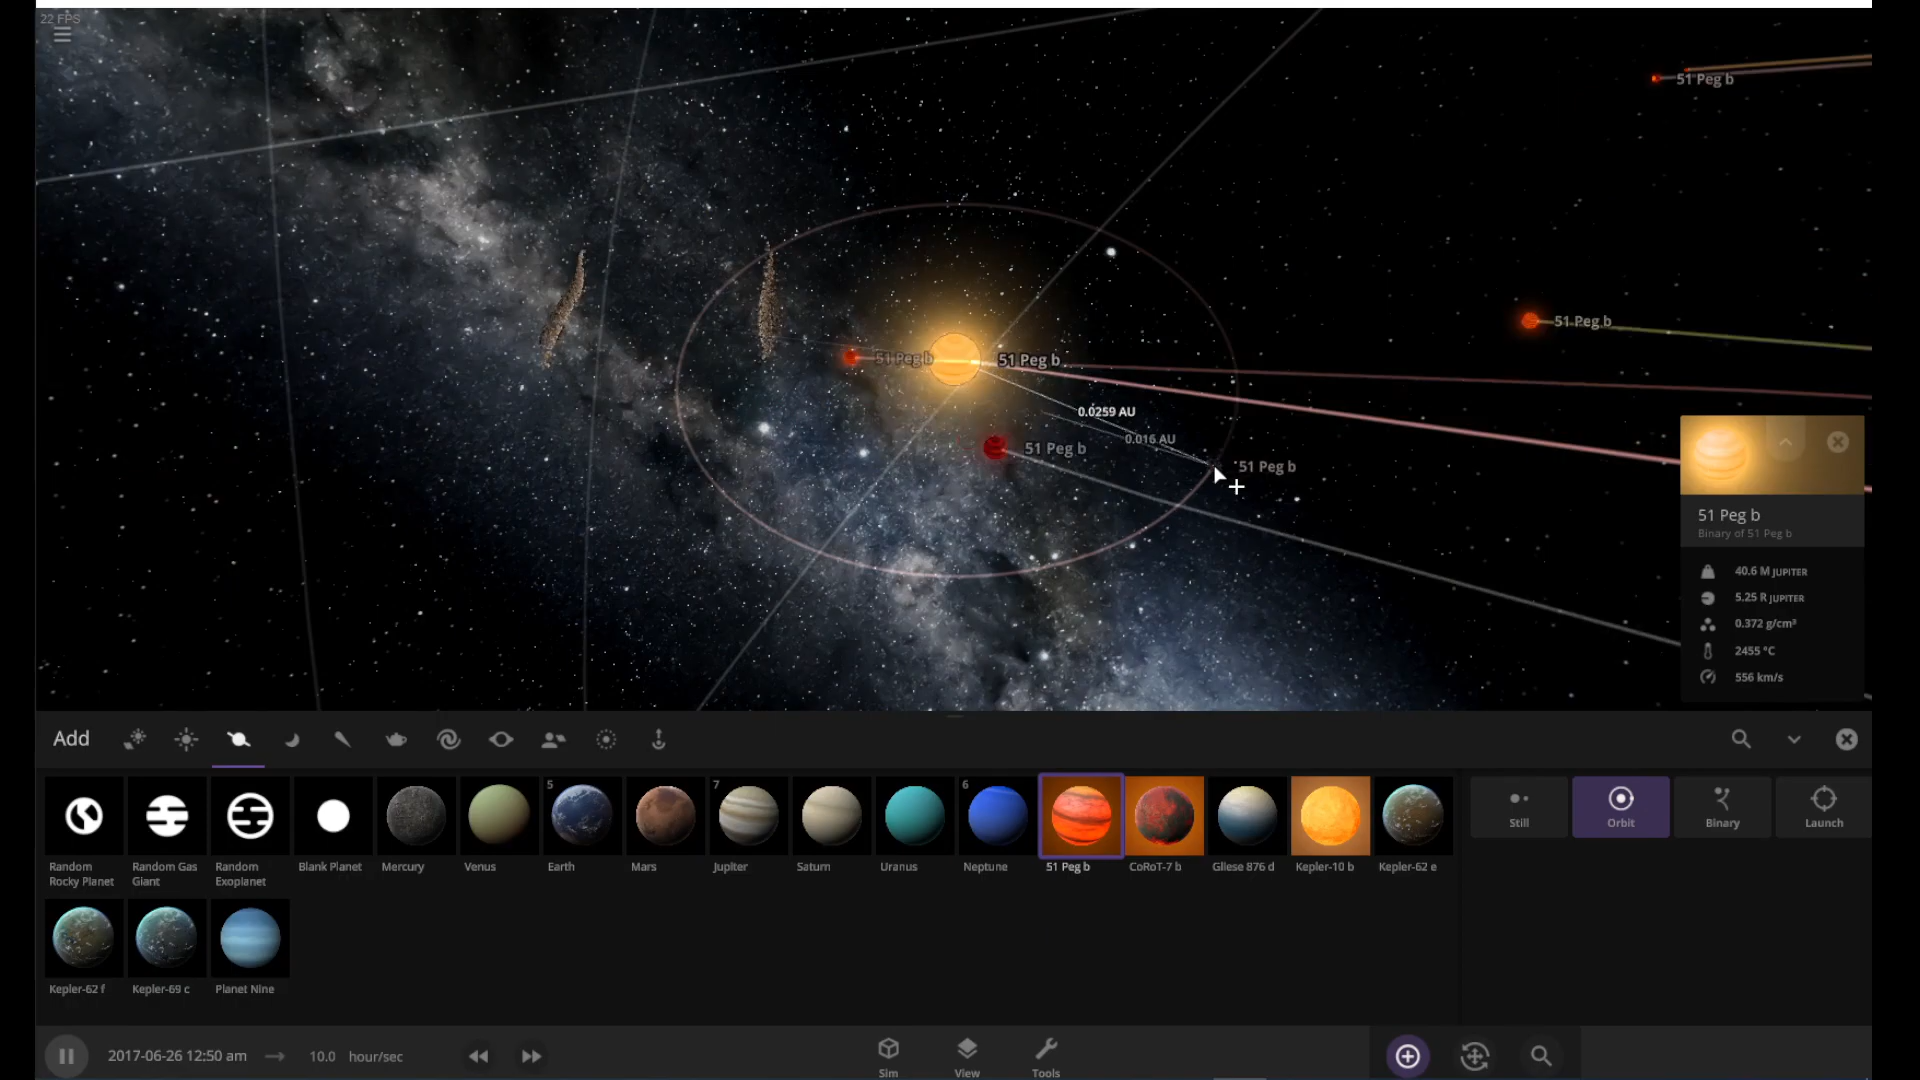 22 FPS
51 Peg b
51 Peg b
51 Peg b
51 Peg b
0.0259 AU
0.016 AU
51 Peg b
51 Peg b
51 Peg b
Binary of 51 Peg b
40.6 M JUPITER
5.25 R JUPITER
0.372 g/cm³
2455 °C
556 km/s
Add
5
7
6
Still
Orbit
Binary
Launch
Random Rocky Planet
Random Gas Giant
Random Exoplanet
Blank Planet
Mercury
Venus
Earth
Mars
Jupiter
Saturn
Uranus
Neptune
51 Peg b
CoRoT-7 b
Gliese 876 d
Kepler-10 b
Kepler-62 e
Kepler-62 f
Kepler-69 c
Planet Nine
2017-06-26 12:50 am
10.0 hour/sec
Sim
View
Tools